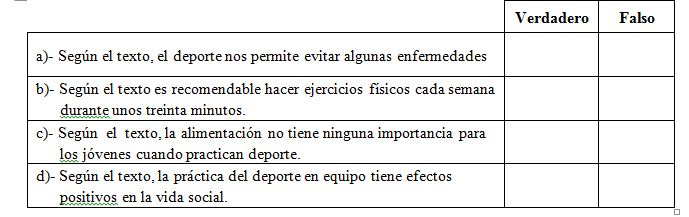 Verdadero Falso
a)- Según el texto, el deporte nos permite evitar algunas enfermedades
b)- Según el texto es recomendable hacer ejercicios físicos cada semana
durante unos treinta minutos.
c)- Según el texto, la alimentación no tiene ninguna importancia para
los jóvenes cuando practican deporte.
d)- Según el texto, la práctica del deporte en equipo tiene efectos
positivos en la vida social.